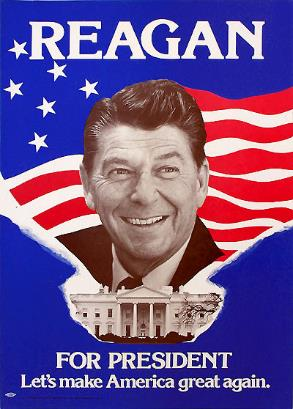 REAGAN
FOR PRESIDENT
Let's make America great again.